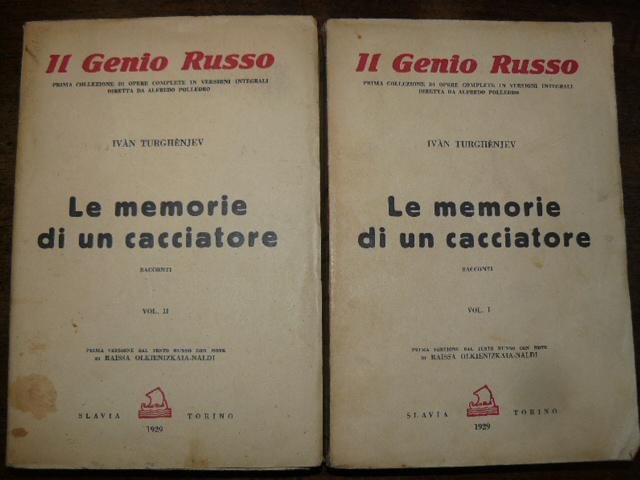 Il Genio Russo
PRIMA COLLEZIONE DI OPERE COMPLETE IN VERSIONI INTEGRALI
DIRETTA DA ALFREDO POLLEDRO
IVÀN TURGHÈNJEV
Le memorie
di un cacciatore
RACCONTI
VOL. II
PRIMA VERSIONE DAL TESTO RUSSO CON NOTE
DI RAISSA OLKIENIZKAIA-NALDI
SLAVIA TORINO
1929
Il Genio Russo
PRIMA COLLEZIONE DI OPERE COMPLETE IN VERSIONI INTEGRALI
DIRETTA DA ALFREDO POLLEDRO
IVÀN TURGHÈNJEV
Le memorie
di un cacciatore
RACCONTI
VOL. I
PRIMA VERSIONE DAL TESTO RUSSO CON NOTE
DI RAISSA OLKIENIZKAIA-NALDI
SLAVIA TORINO
1929